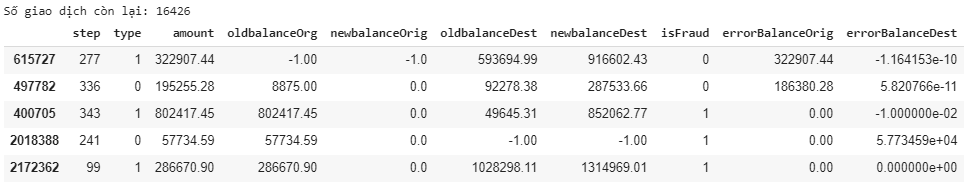 Số giao dịch còn lại: 16426
step type amount oldbalanceOrg newbalanceOrig oldbalanceDest newbalanceDest isFraud errorBalanceOrig errorBalanceDest
615727 277 1 322907.44 -1.00 -1.0 593694.99 916602.43 0 322907.44 -1.164153e-10
497782 336 0 195255.28 8875.00 0.0 92278.38 287533.66 0 186380.28 5.820766e-11
400705 343 1 802417.45 802417.45 0.0 49645.31 852062.77 1 0.00 -1.000000e-02
2018388 241 0 57734.59 57734.59 0.0 -1.00 -1.00 1 0.00 5.773459e+04
2172362 99 1 286670.90 286670.90 0.0 1028298.11 1314969.01 1 0.00 0.000000e+00